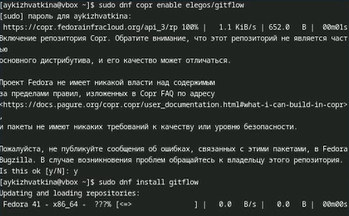 [aykizhvatkina@vbox ~]$ sudo dnf copr enable elegos/gitflow
[sudo] пароль для aykizhvatkina:
https://copr.fedorainfracloud.org/api_3/rp 100% | 1.1 KiB/s | 652.0 B | 00m01s
Включение репозитория Copr. Обратите внимание, что этот репозиторий не является част
ью
основного дистрибутива, и его качество может отличаться.
Проект Fedora не имеет никакой власти над содержимым
за пределами правил, изложенных в Copr FAQ по адресу
<https://docs.pagure.org/copr.copr/user_documentation.html#what-i-can-build-in-copr>
,
и пакеты не имеют никаких требований к качеству или уровню безопасности.
Пожалуйста, не публикуйте сообщения об ошибках, связанных с этими пакетами, в Fedora
Bugzilla. В случае возникновения проблем обращайтесь к владельцу этого репозитория.
Is this ok [y/N]: y
[aykizhvatkina@vbox ~]$ sudo dnf install gitflow
Updating and loading repositories:
Fedora 41 - x86_64 - ???% [<=> ] | 0.0 B/s | 0.0 B | 00m00s